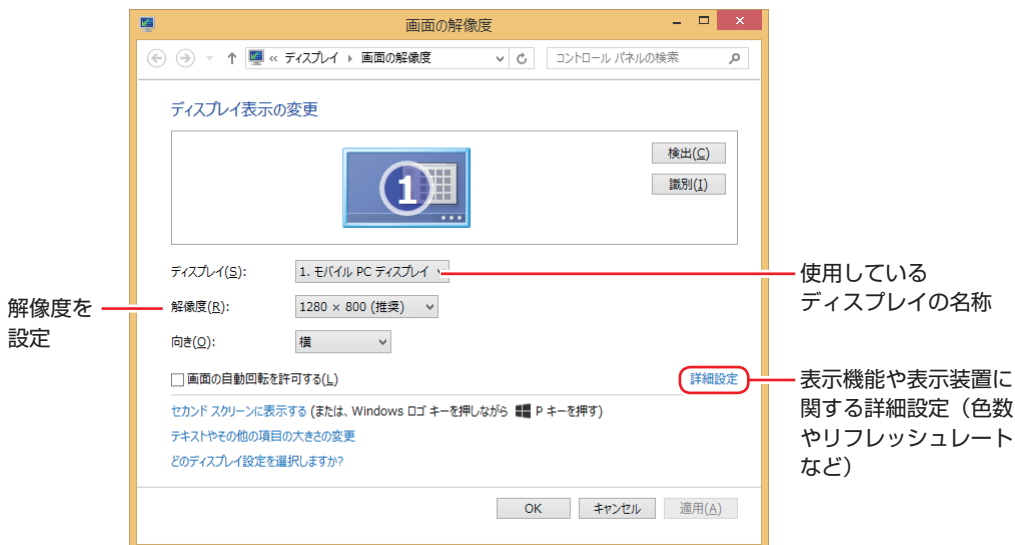 画面の解像度
« ディスプレイ ▸ 画面の解像度
コントロール パネルの検索
ディスプレイ表示の変更
1
検出(C)
識別(I)
ディスプレイ(S):
1. モバイル PC ディスプレイ
使用している
ディスプレイの名称
解像度を
設定
解像度(R):
1280 × 800 (推奨)
向き(O):
横
画面の自動回転を許可する(L)
詳細設定
表示機能や表示装置に
関する詳細設定（色数
やリフレッシュレート
など）
セカンド スクリーンに表示する (または、Windows ロゴ キーを押しながら P キーを押す)
テキストやその他の項目の大きさの変更
どのディスプレイ設定を選択しますか?
OK
キャンセル
適用(A)